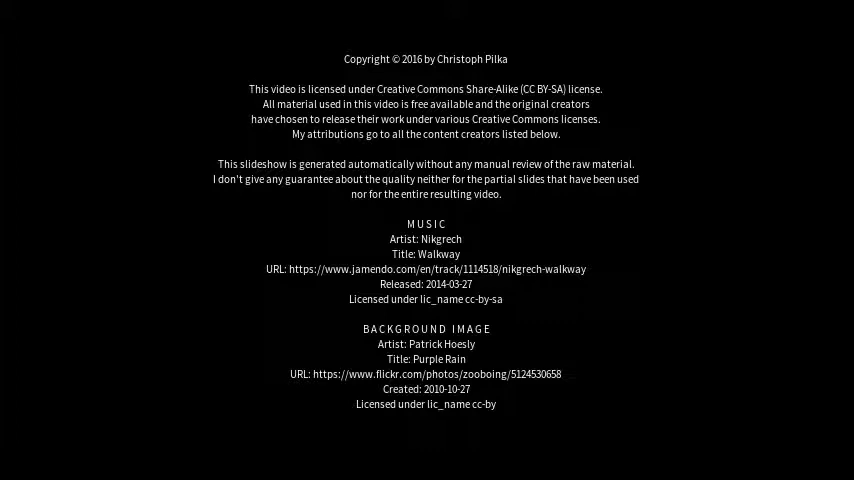 Copyright © 2016 by Christoph Pilka
This video is licensed under Creative Commons Share-Alike (CC BY-SA) license.
All material used in this video is free available and the original creators
have chosen to release their work under various Creative Commons licenses.
My attributions go to all the content creators listed below.
This slideshow is generated automatically without any manual review of the raw material.
I don't give any guarantee about the quality neither for the partial slides that have been used
nor for the entire resulting video.
M U S I C
Artist: Nikgrech
Title: Walkway
URL: https://www.jamendo.com/en/track/1114518/nikgrech-walkway
Released: 2014-03-27
Licensed under lic_name cc-by-sa
B A C K G R O U N D   I M A G E
Artist: Patrick Hoesly
Title: Purple Rain
URL: https://www.flickr.com/photos/zooboing/5124530658
Created: 2010-10-27
Licensed under lic_name cc-by